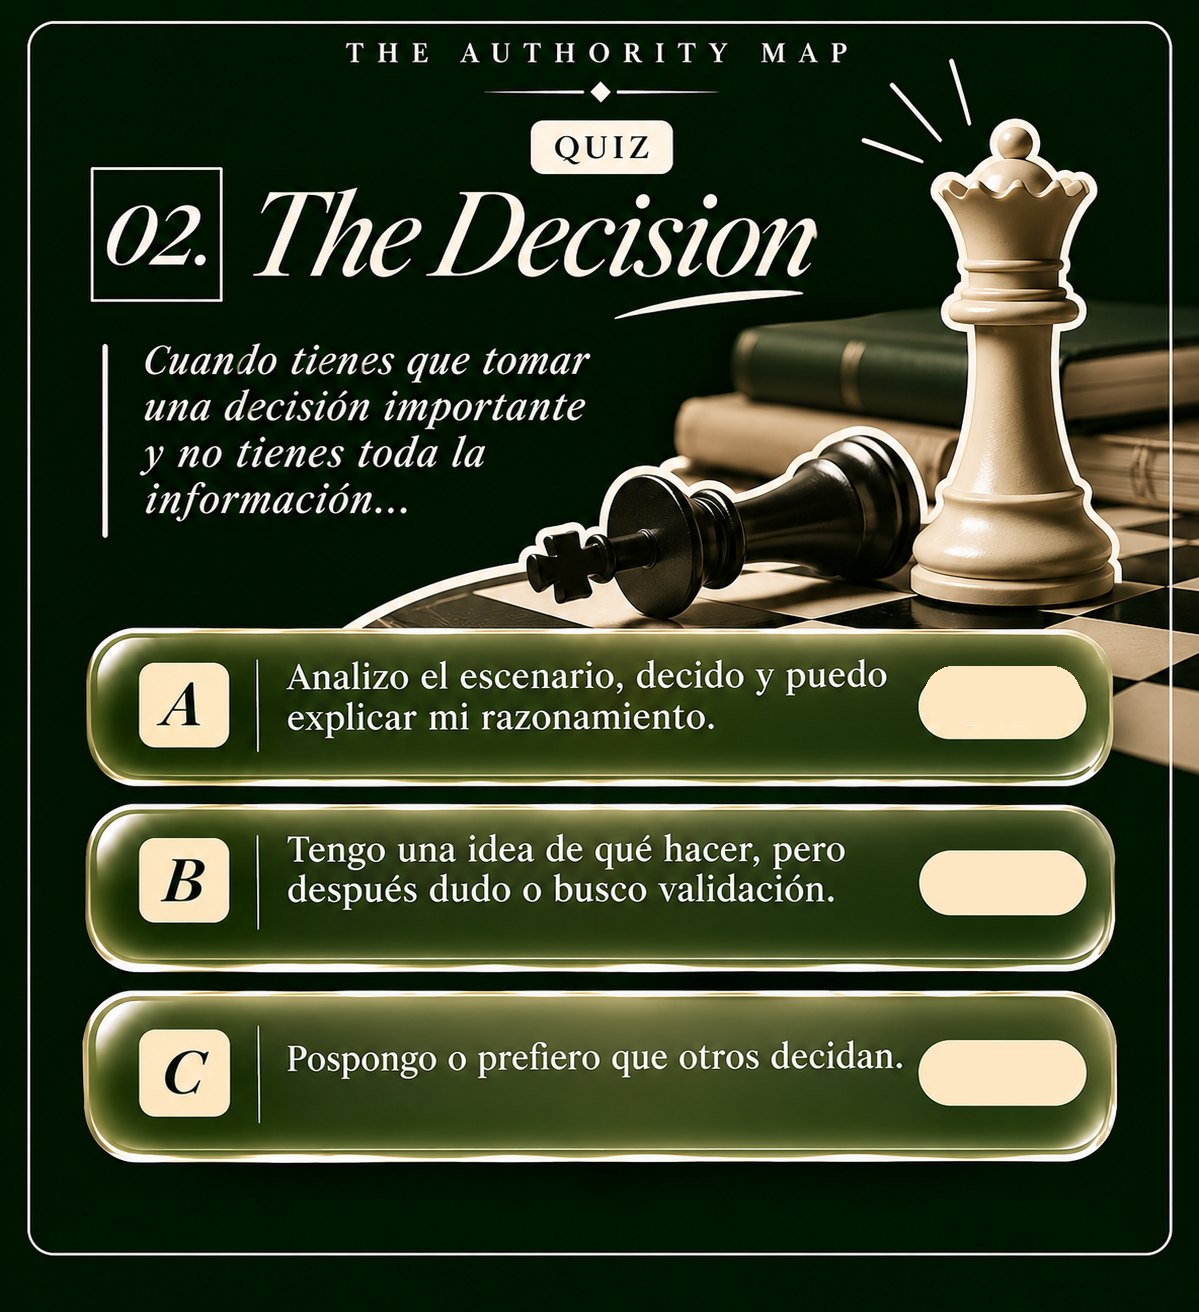 THE AUTHORITY MAP
QUIZ
02. The Decision
Cuando tienes que tomar
una decisión importante
y no tienes toda la
información...
A
Analizo el escenario, decido y puedo
explicar mi razonamiento.
B
Tengo una idea de qué hacer, pero
después dudo o busco validación.
C
Pospongo o prefiero que otros decidan.